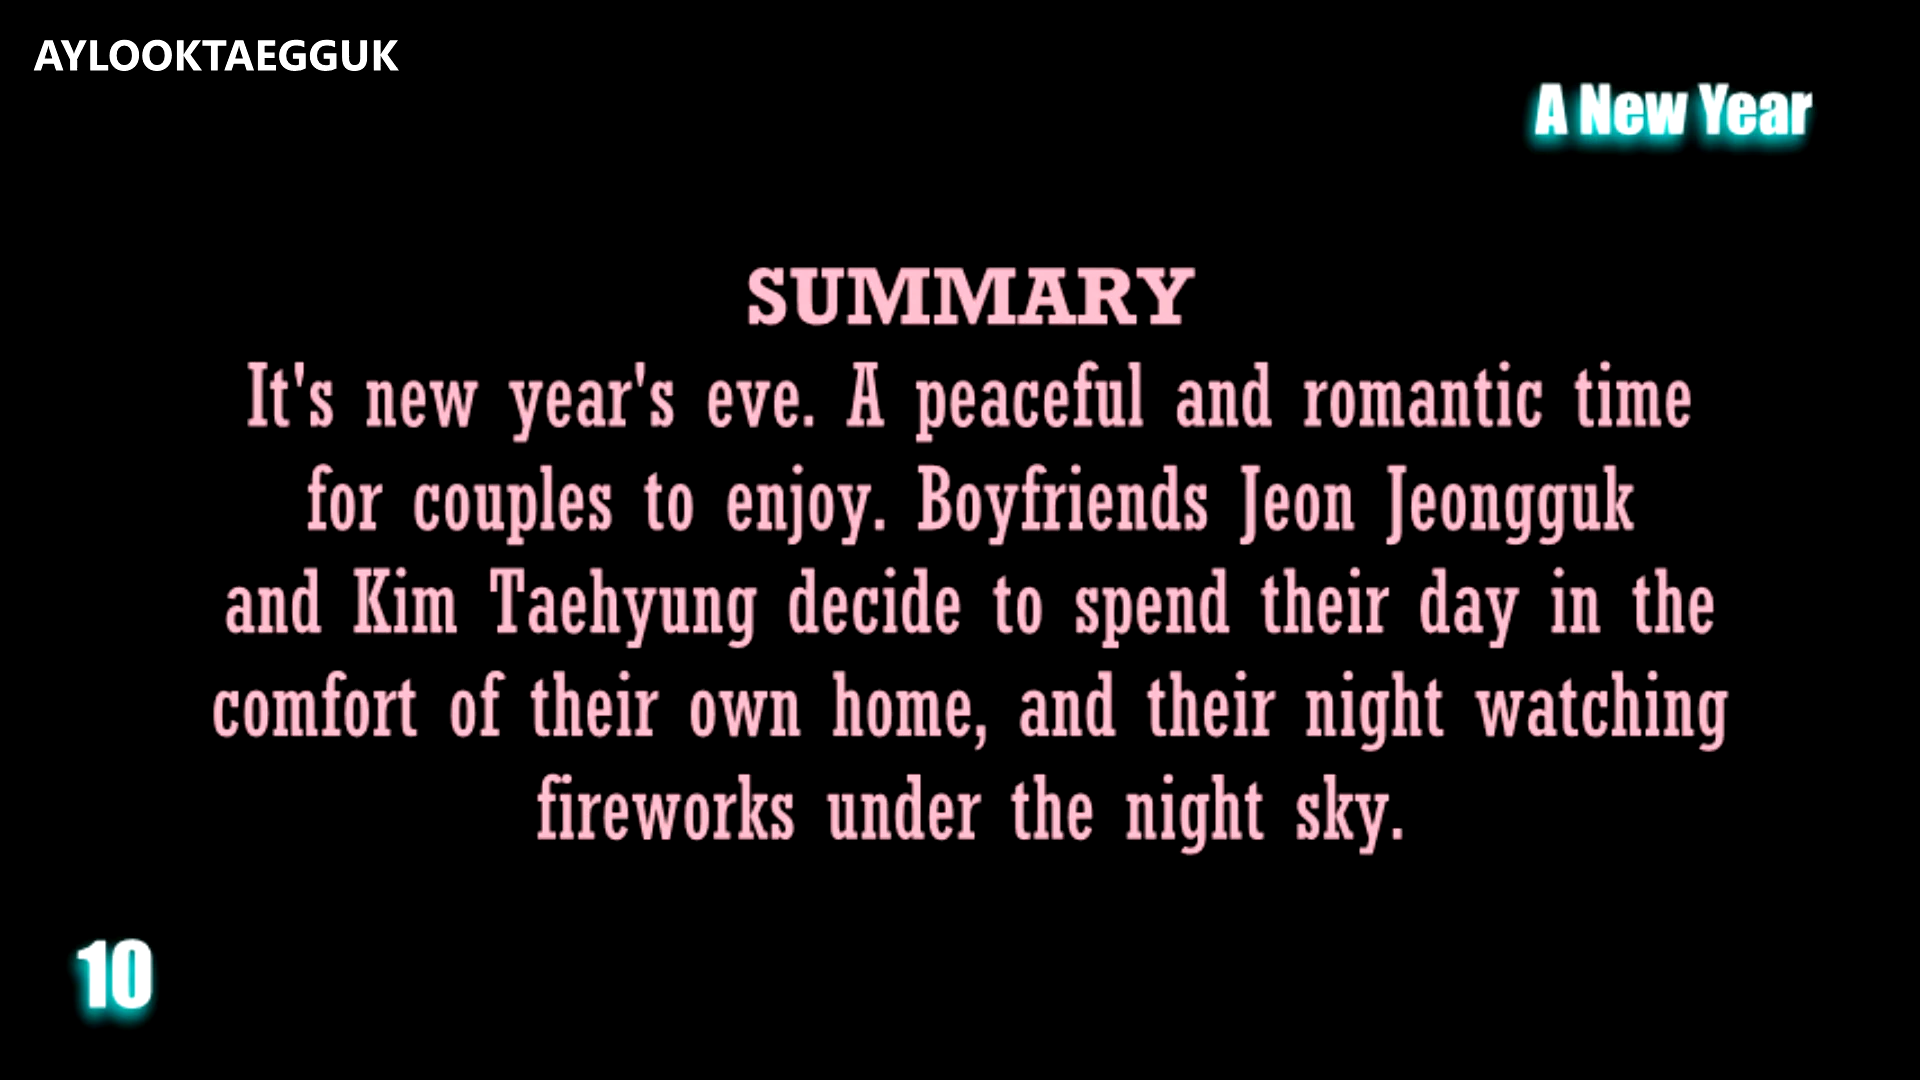 AYLOOKTAEGGUK
A New Year
SUMMARY
It's new year's eve. A peaceful and romantic time
for couples to enjoy. Boyfriends Jeon Jeongguk
and Kim Taehyung decide to spend their day in the
comfort of their own home, and their night watching
fireworks under the night sky.
10